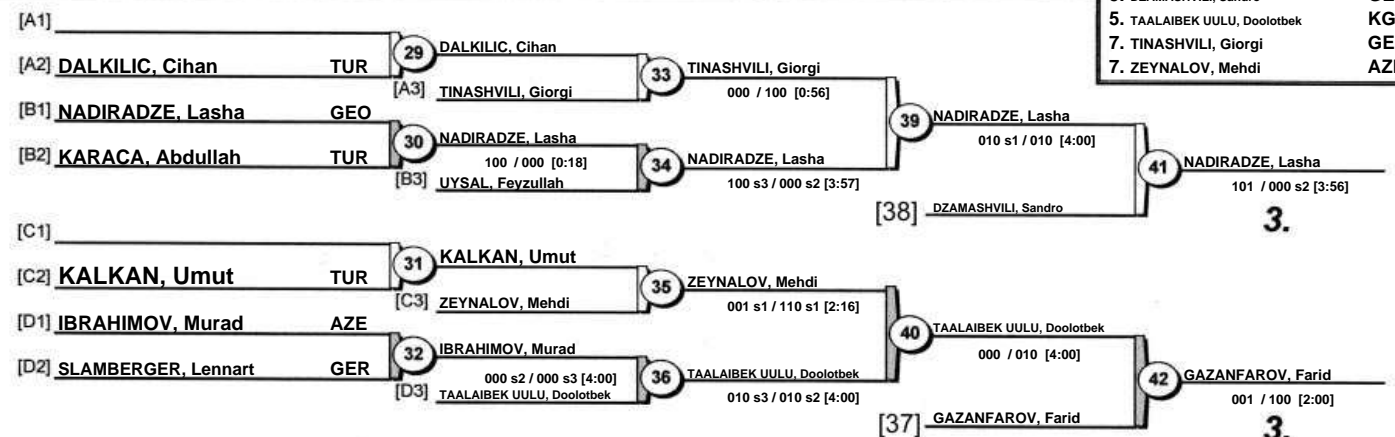 5. TAALAIBEK UULU, Doolotbek KG
7. TINASHVILI, Giorgi GE
7. ZEYNALOV, Mehdi AZ
[A1]
[A2] DALKILIC, Cihan TUR
[B1] NADIRADZE, Lasha GEO
[B2] KARACA, Abdullah TUR
[C1]
[C2] KALKAN, Umut TUR
[D1] IBRAHIMOV, Murad AZE
[D2] SLAMBERGER, Lennart GER
29
30
31
32
DALKILIC, Cihan
[A3] TINASHVILI, Giorgi
NADIRADZE, Lasha
100 / 000 [0:18]
[B3] UYSAL, Feyzullah
KALKAN, Umut
[C3] ZEYNALOV, Mehdi
IBRAHIMOV, Murad
000 s2 / 000 s3 [4:00]
[D3] TAALAIBEK UULU, Doolotbek
33
34
35
36
TINASHVILI, Giorgi
000 / 100 [0:56]
NADIRADZE, Lasha
100 s3 / 000 s2 [3:57]
ZEYNALOV, Mehdi
001 s1 / 110 s1 [2:16]
TAALAIBEK UULU, Doolotbek
010 s3 / 010 s2 [4:00]
39
40
NADIRADZE, Lasha
010 s1 / 010 [4:00]
[38] DZAMASHVILI, Sandro
TAALAIBEK UULU, Doolotbek
000 / 010 [4:00]
[37] GAZANFAROV, Farid
41
42
NADIRADZE, Lasha
101 / 000 s2 [3:56]
3.
GAZANFAROV, Farid
001 / 100 [2:00]
3.